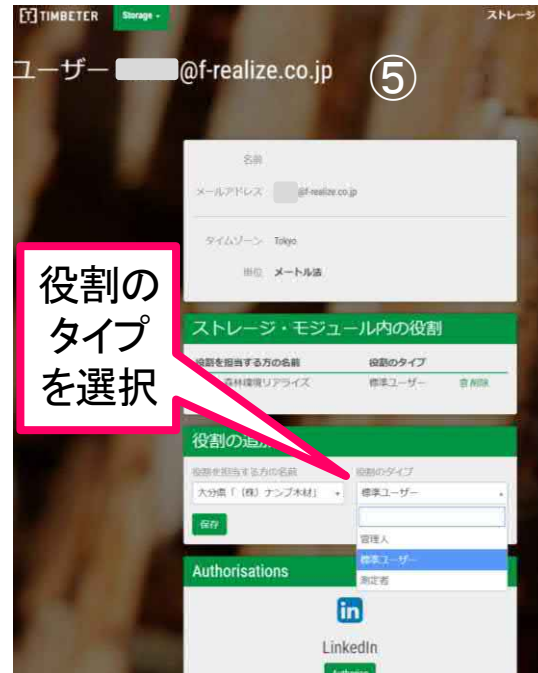 TIMBETER
Storage
ストレージ
ユーザー @f-realize.co.jp
⑤
名前
メールアドレス @f-realize.co.jp
タイムゾーン Tokyo
単位 メートル法
役割の
タイプ
を選択
ストレージ・モジュール内の役割
役割を担当する方の名前 役割のタイプ
森林環境リアライズ 標準ユーザー 削除
役割の追加
役割を担当する方の名前 役割のタイプ
大分県「(株) ナンブ木材」 標準ユーザー
保存
管理人
標準ユーザー
測定者
Authorisations
in
LinkedIn
Authorise